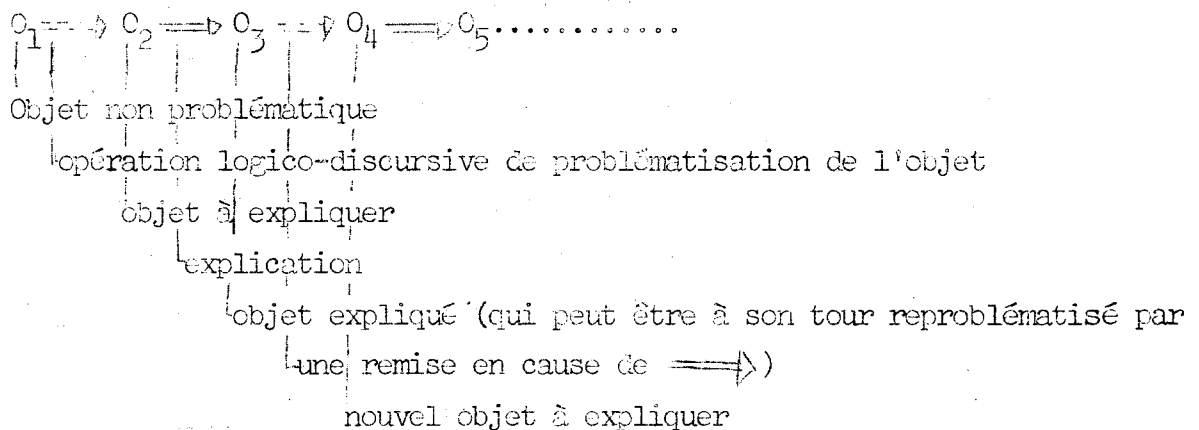 O1 ---> O2 ===> O3 ---> O4 ===> O5............
Objet non problématique
opération logico-discursive de problématisation de l'objet
objet à expliquer
explication
objet expliqué (qui peut être à son tour reproblématisé par
une remise en cause de ===>)
nouvel objet à expliquer